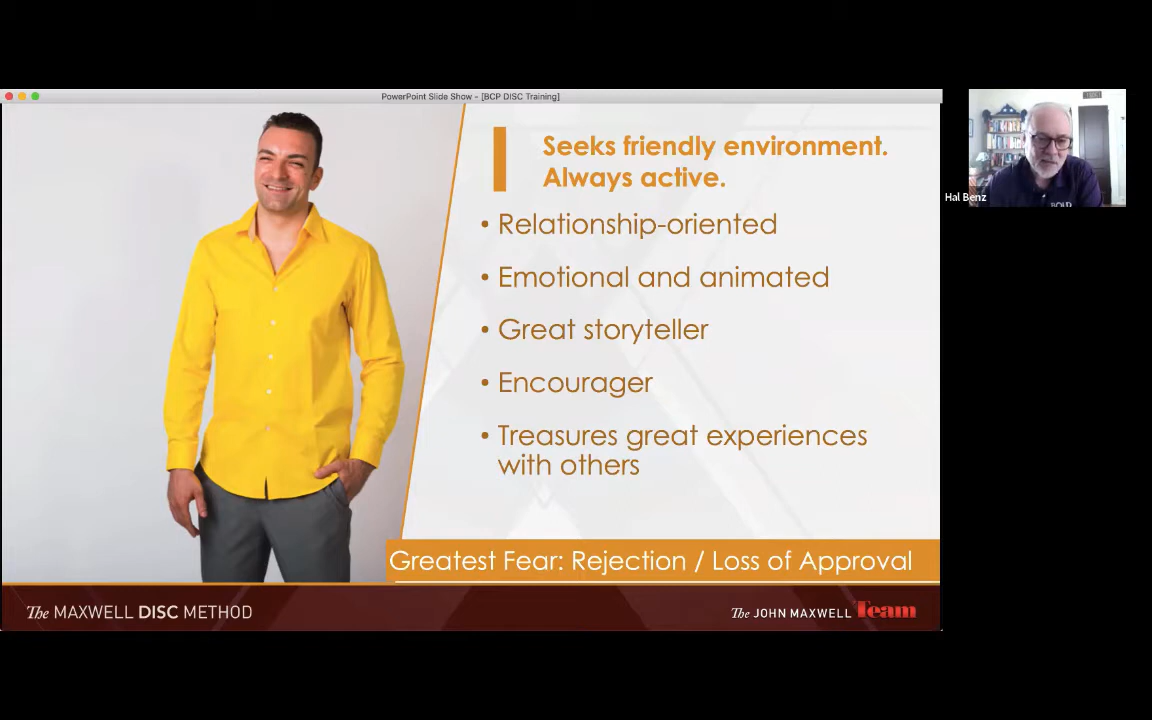 PowerPoint Slide Show - [BCP DISC Training]
I
Seeks friendly environment.
Always active.
• Relationship-oriented
• Emotional and animated
• Great storyteller
• Encourager
• Treasures great experiences
with others
Greatest Fear: Rejection / Loss of Approval
The MAXWELL DISC METHOD
The JOHN MAXWELL Team
Hal Benz
BOLD